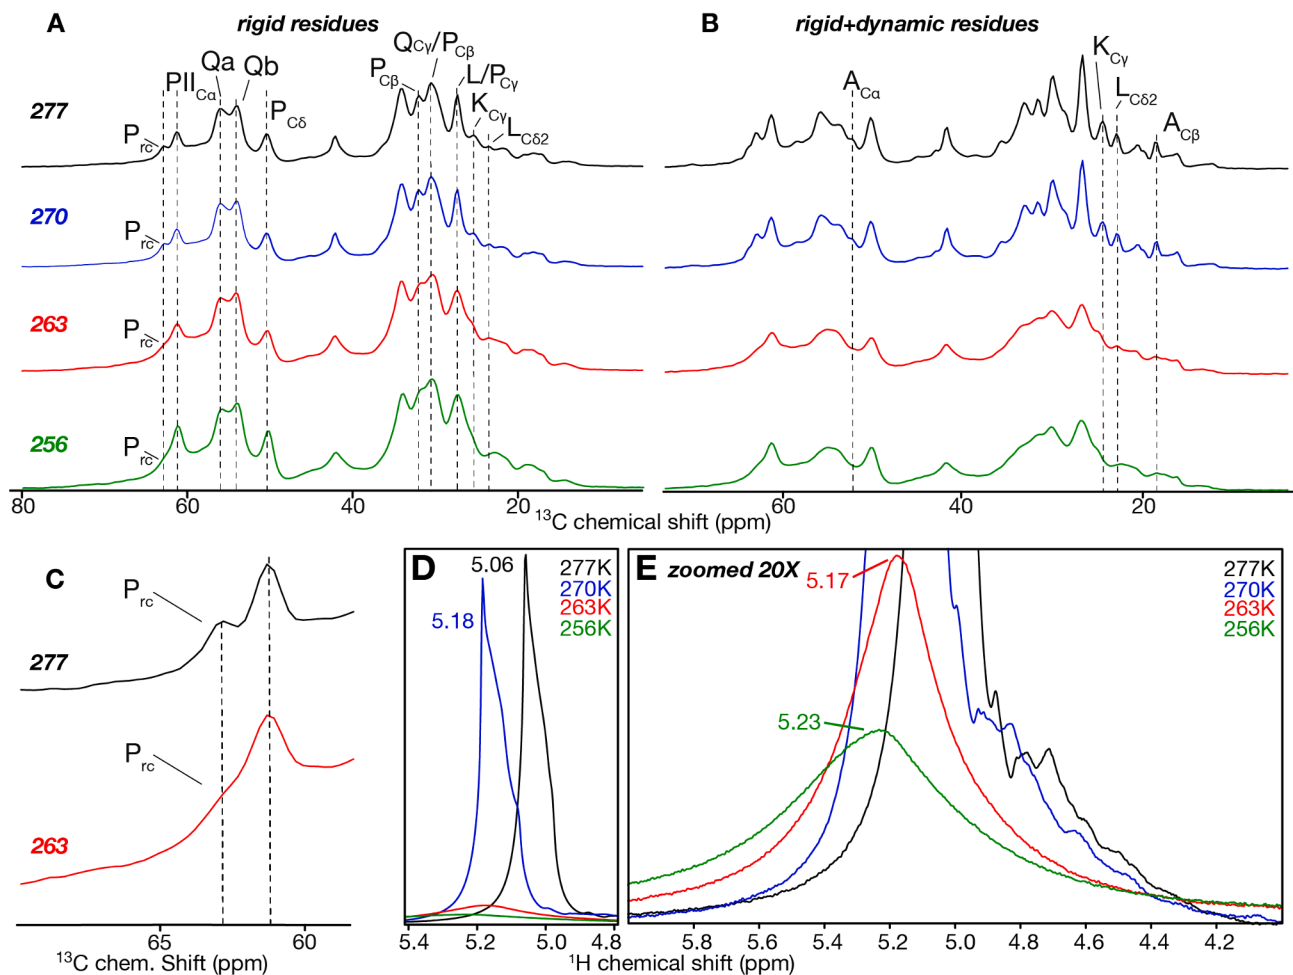 A
rigid residues
B
rigid+dynamic residues
QCγ/PCβ
Qa
Qb
PCβ
L/PCγ
PIICα
KCγ
PCδ
LCδ2
Prc
277
ACα
KCγ
LCδ2
ACβ
270
Prc
263
Prc
256
Prc
80
60
40
20
60
40
20
13C chemical shift (ppm)
C
Prc
277
Prc
263
65
60
13C chem. Shift (ppm)
D
5.06
277K
270K
263K
256K
5.18
5.4
5.2
5.0
4.8
E
zoomed 20X
5.17
277K
270K
263K
256K
5.23
5.8
5.6
5.4
5.2
5.0
4.8
4.6
4.4
4.2
1H chemical shift (ppm)